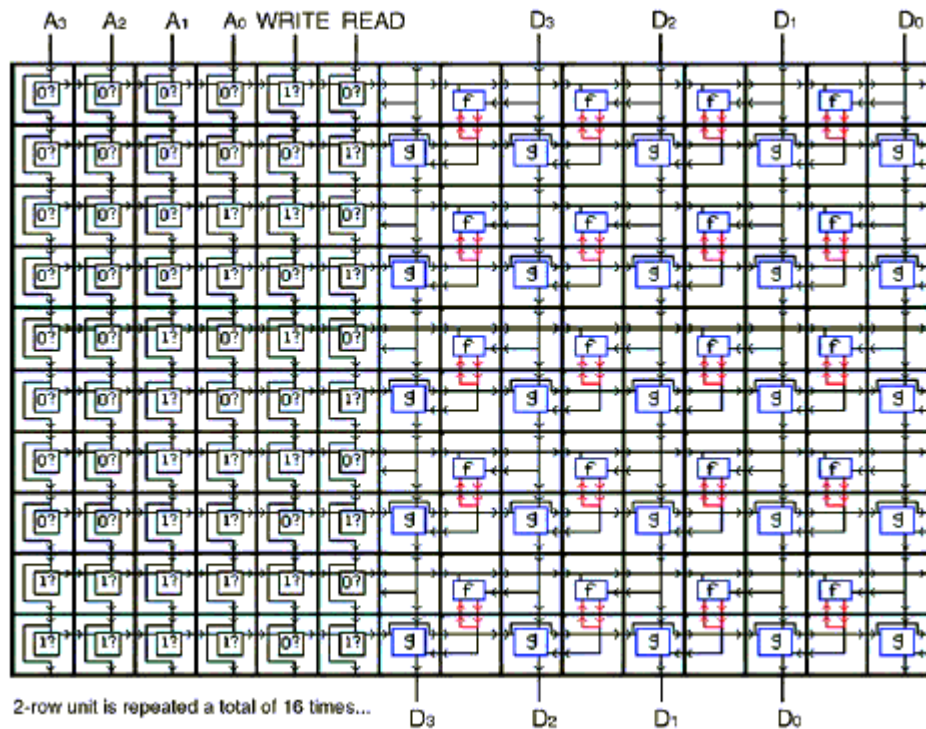 A3 A2 A1 A0 WRITE READ D3 D2 D1 D0
0? 0? 0? 0? 1? 0? f f f f
0? 0? 0? 0? 0? 1? g g g g g
0? 0? 0? 1? 1? 0? f f f f
0? 0? 0? 1? 0? 1? g g g g g
0? 0? 1? 0? 1? 0? f f f f
0? 0? 1? 0? 0? 1? g g g g g
0? 0? 1? 1? 1? 0? f f f f
0? 0? 1? 1? 0? 1? g g g g g
1? 1? 1? 1? 1? 0? f f f f
1? 1? 1? 1? 0? 1? g g g g g
2-row unit is repeated a total of 16 times...
D3 D2 D1 D0